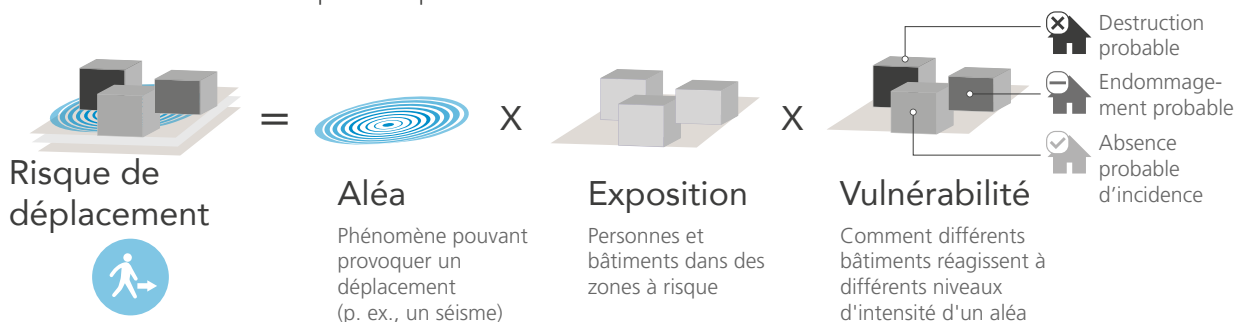 Risque de
déplacement
=
Aléa
Phénomène pouvant
provoquer un
déplacement
(p. ex., un séisme)
X
Exposition
Personnes et
bâtiments dans des
zones à risque
X
Vulnérabilité
Comment différents
bâtiments réagissent à
différents niveaux
d'intensité d'un aléa
Destruction
probable
Endommage-
ment probable
Absence
probable
d'incidence